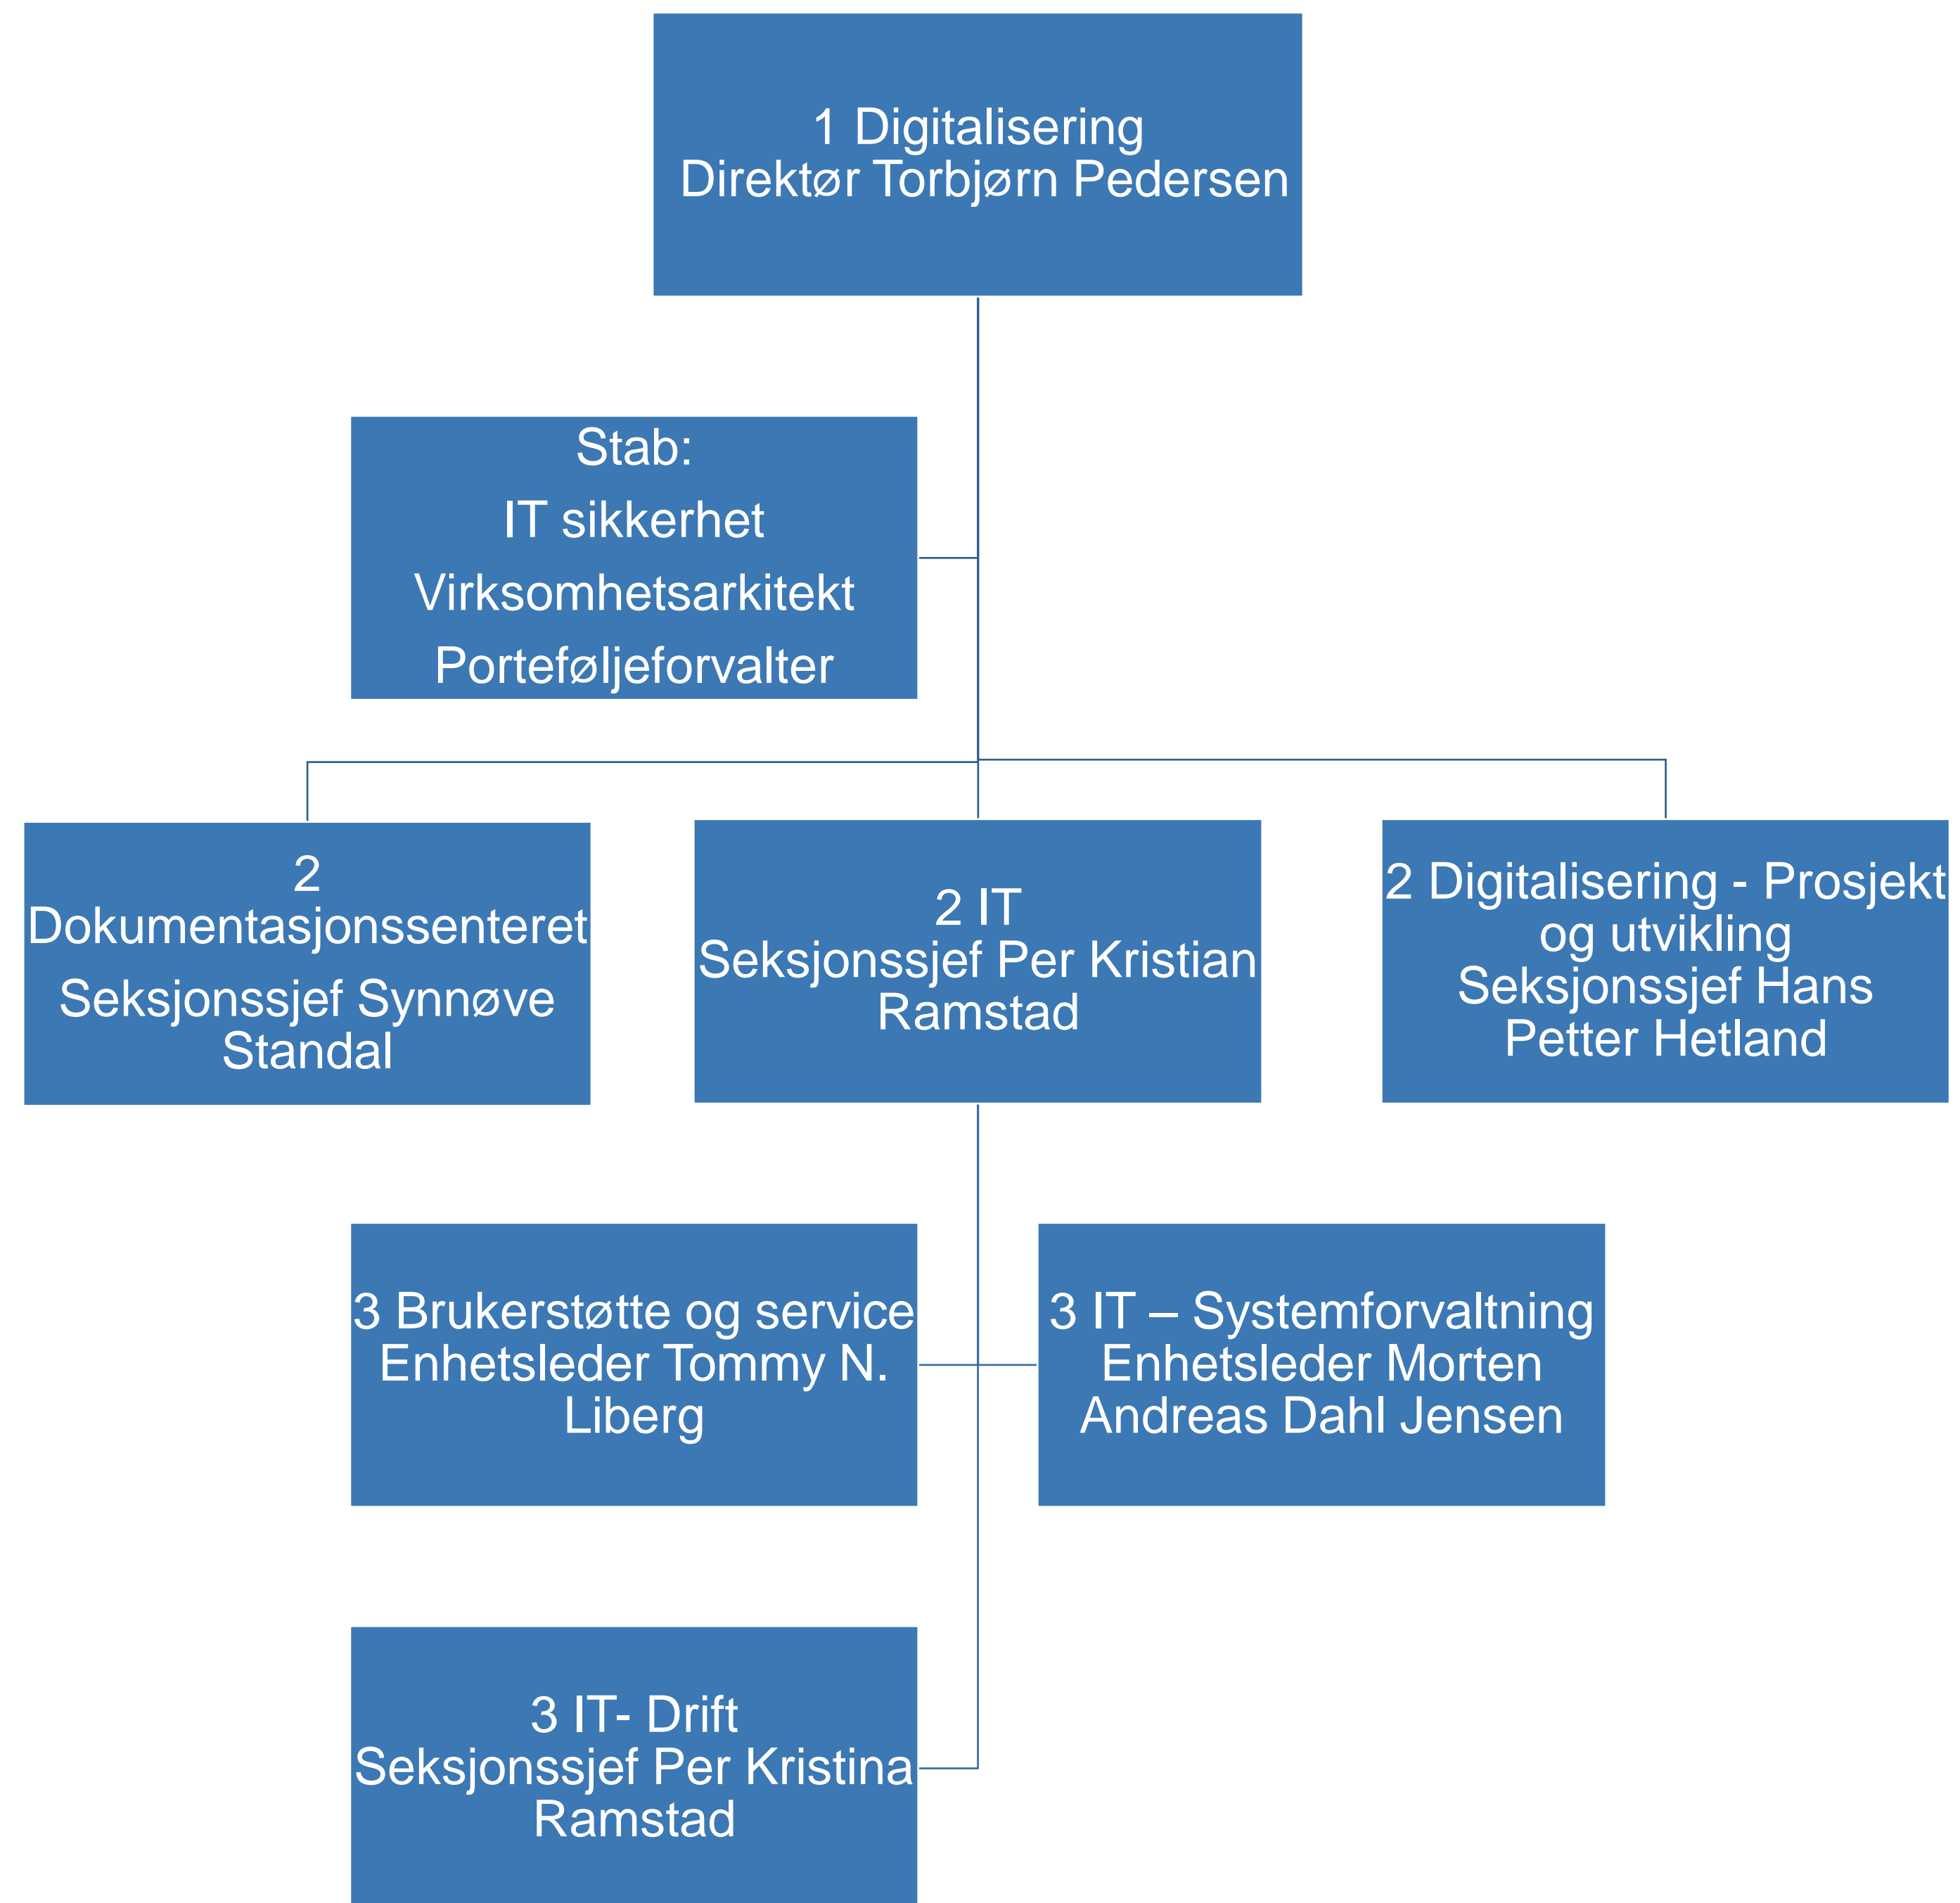 1 Digitalisering
Direktør Torbjørn Pedersen
Stab:
IT sikkerhet
Virksomhetsarkitekt
Porteføljeforvalter
2
Dokumentasjonssenteret
Seksjonssjef Synnøve
Standal
2 IT
Seksjonssjef Per Kristian
Ramstad
2 Digitalisering - Prosjekt
og utvikling
Seksjonssjef Hans
Petter Hetland
3 Brukerstøtte og service
Enhetsleder Tommy N.
Liberg
3 IT – Systemforvaltning
Enhetsleder Morten
Andreas Dahl Jensen
3 IT- Drift
Seksjonssjef Per Kristina
Ramstad